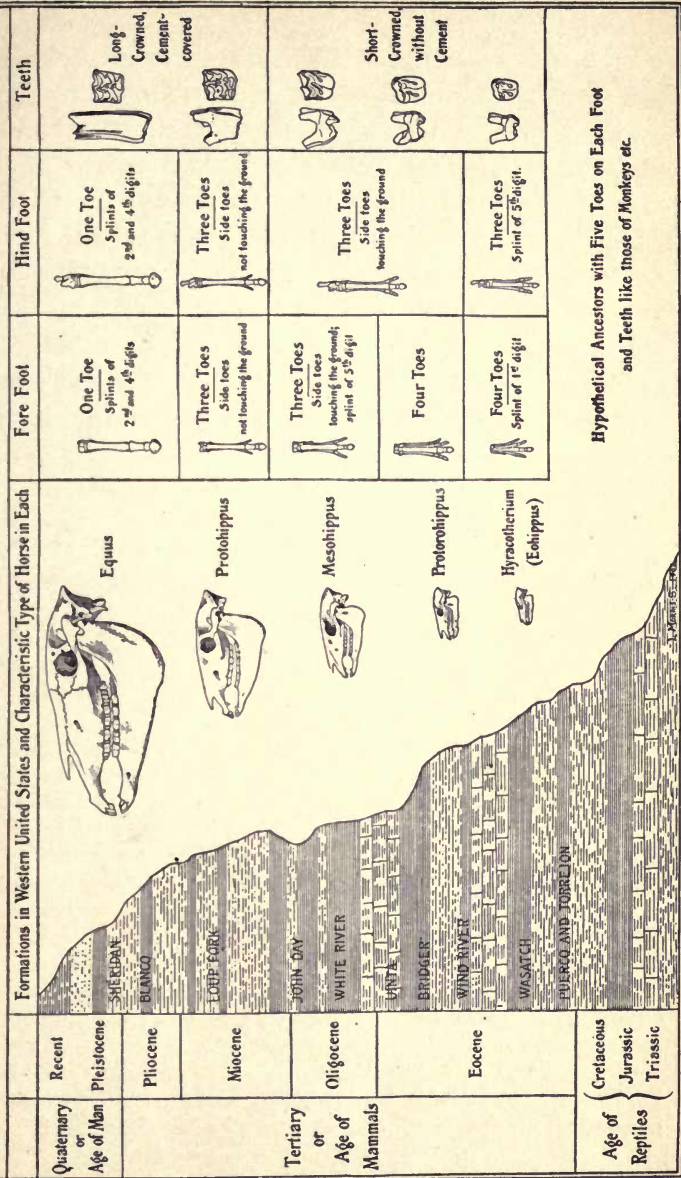 Formations in Western United States and Characteristic Type of Horse in Each
Fore Foot
Hind Foot
Teeth
Quaternary
or
Age of Man
Recent
Pleistocene
SHERIDAN
Equus
One Toe
Splints of
2nd and 4th digits
One Toe
Splints of
2nd and 4th digits
Long-
Crowned,
Cement-
covered
Tertiary
or
Age of
Mammals
Pliocene
BLANCO
Miocene
LOUP FORK
Protohippus
Three Toes
Side toes
not touching the ground
Three Toes
Side toes
not touching the ground
Oligocene
JOHN DAY
WHITE RIVER
Mesohippus
Three Toes
Side toes
touching the ground;
splint of 5th digit
Three Toes
Side toes
touching the ground
Short-
Crowned,
without
Cement
Eocene
UINTA
BRIDGER
WIND RIVER
WASATCH
PUERCO AND TORREJON
Protorohippus
Four Toes
Hyracotherium
(Eohippus)
Four Toes
Splint of 1st digit
Three Toes
Splint of 5th digit.
Age of
Reptiles
Cretaceous
Jurassic
Triassic
Hypothetical Ancestors with Five Toes on Each Foot
and Teeth like those of Monkeys etc.